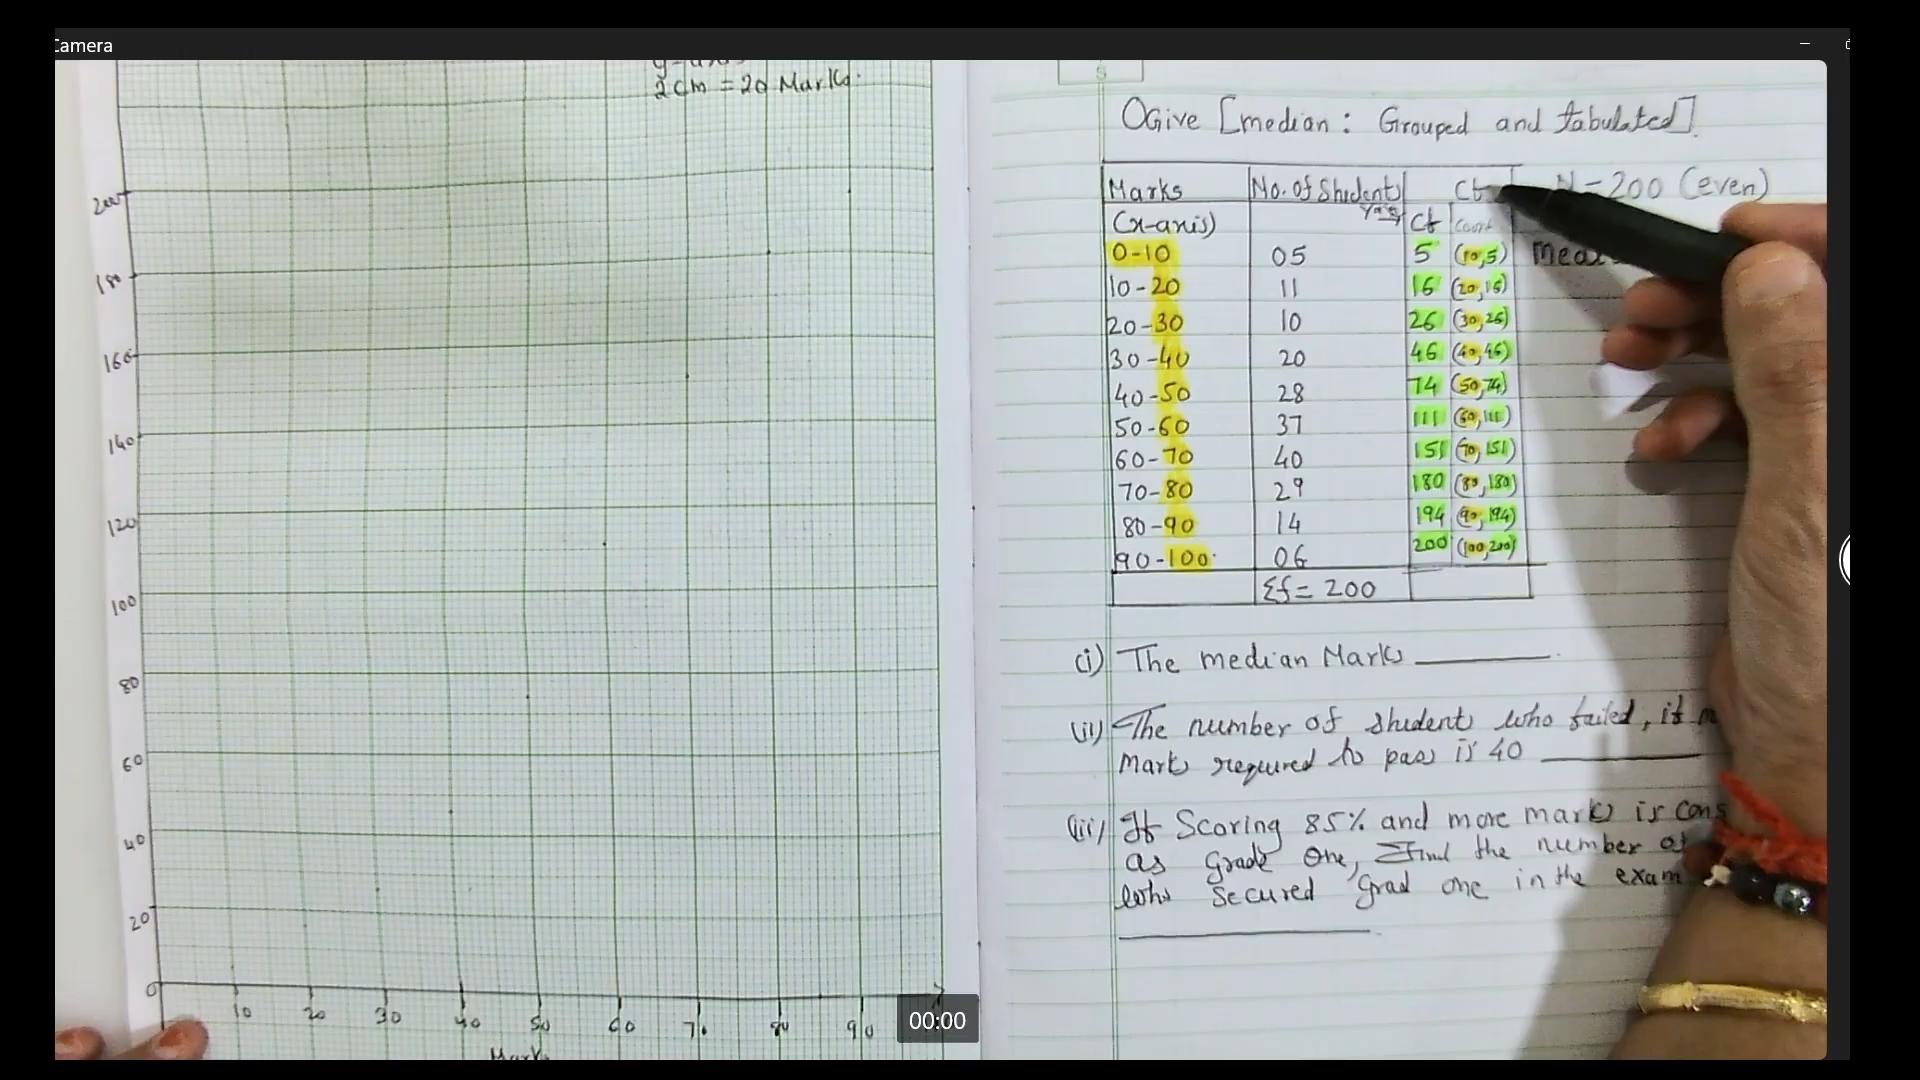 Camera
2 cm = 20 Marks.
200
180
160
140
120
100
80
60
40
20
0
10 20 30 40 50 60 70 80 90
Marks
00:00
OGive [median : Grouped and tabulated]
Marks No. of Students Cf N = 200 (even)
(x-axis) Cf
0-10 05 5 (10,5)
10-20 11 16 (20,16)
20-30 10 26 (30,26)
30-40 20 46 (40,46)
40-50 28 74 (50,74)
50-60 37 111 (60,111)
60-70 40 151 (70,151)
70-80 29 180 (80,180)
80-90 14 194 (90,194)
90-100 06 200 (100,200)
Σf = 200
(i) The median Marks
(ii) The number of students who failed, if
Marks required to pass is 40
(iii) If Scoring 85% and more marks is cons
as grade One, Find the number of
who secured grad one in the exam